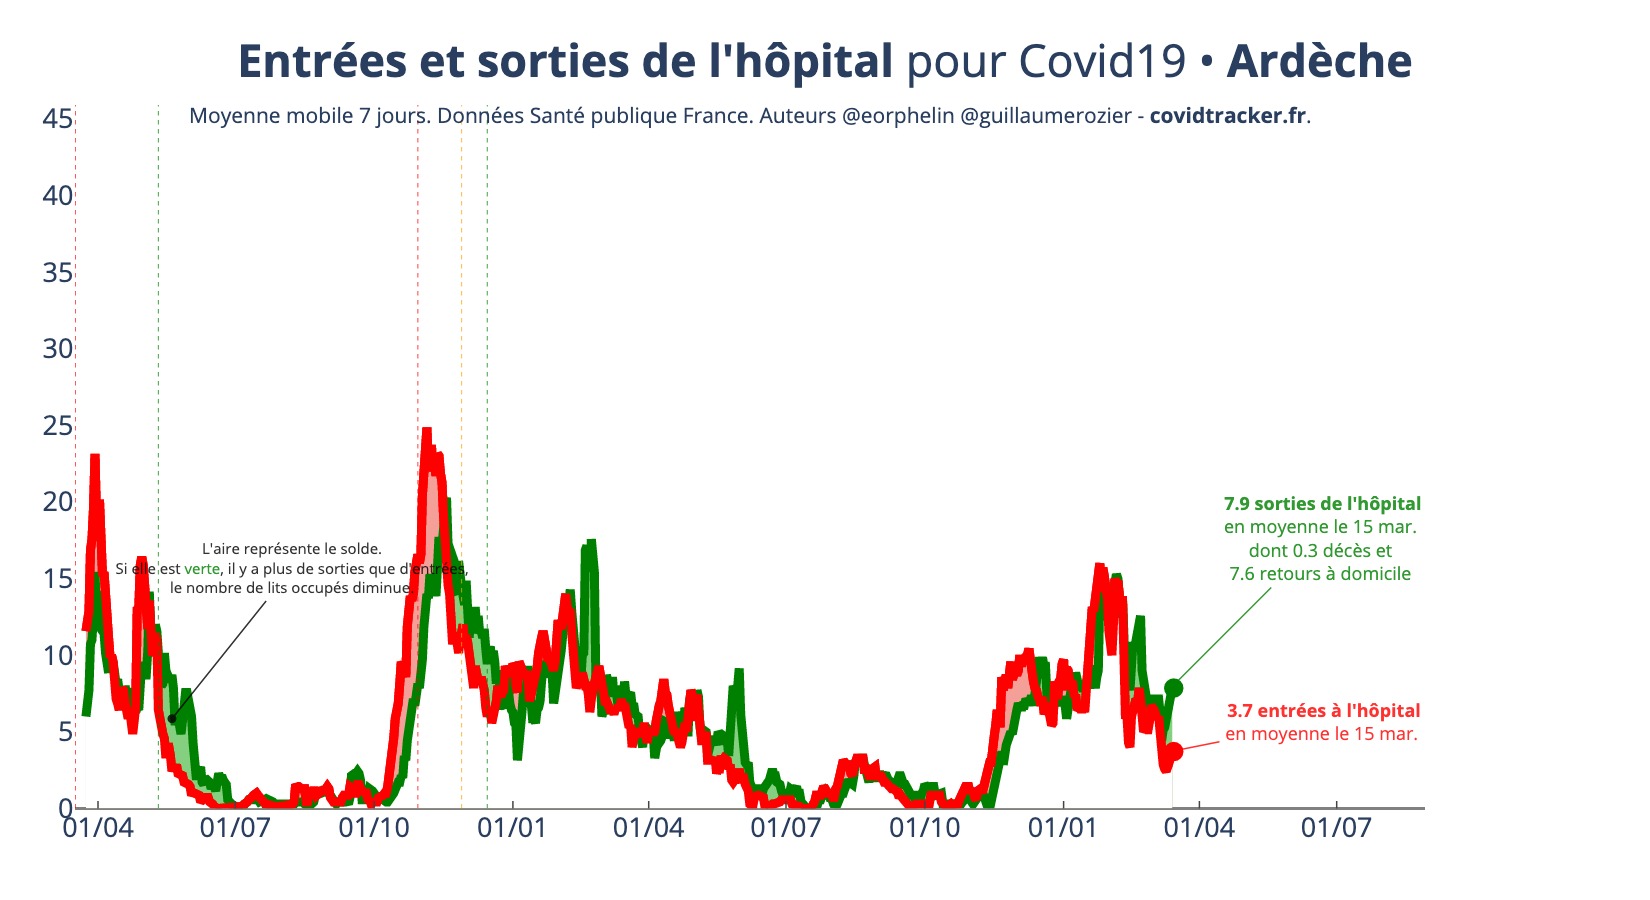 Entrées et sorties de l'hôpital pour Covid19 • Ardèche
Moyenne mobile 7 jours. Données Santé publique France. Auteurs @eorphelin @guillaumerozier - covidtracker.fr.
45
40
35
30
25
20
15
10
5
0
L'aire représente le solde.
Si elle est verte, il y a plus de sorties que d'entrées,
le nombre de lits occupés diminue.
7.9 sorties de l'hôpital
en moyenne le 15 mar.
dont 0.3 décès et
7.6 retours à domicile
3.7 entrées à l'hôpital
en moyenne le 15 mar.
01/04 01/07 01/10 01/01 01/04 01/07 01/10 01/01 01/04 01/07